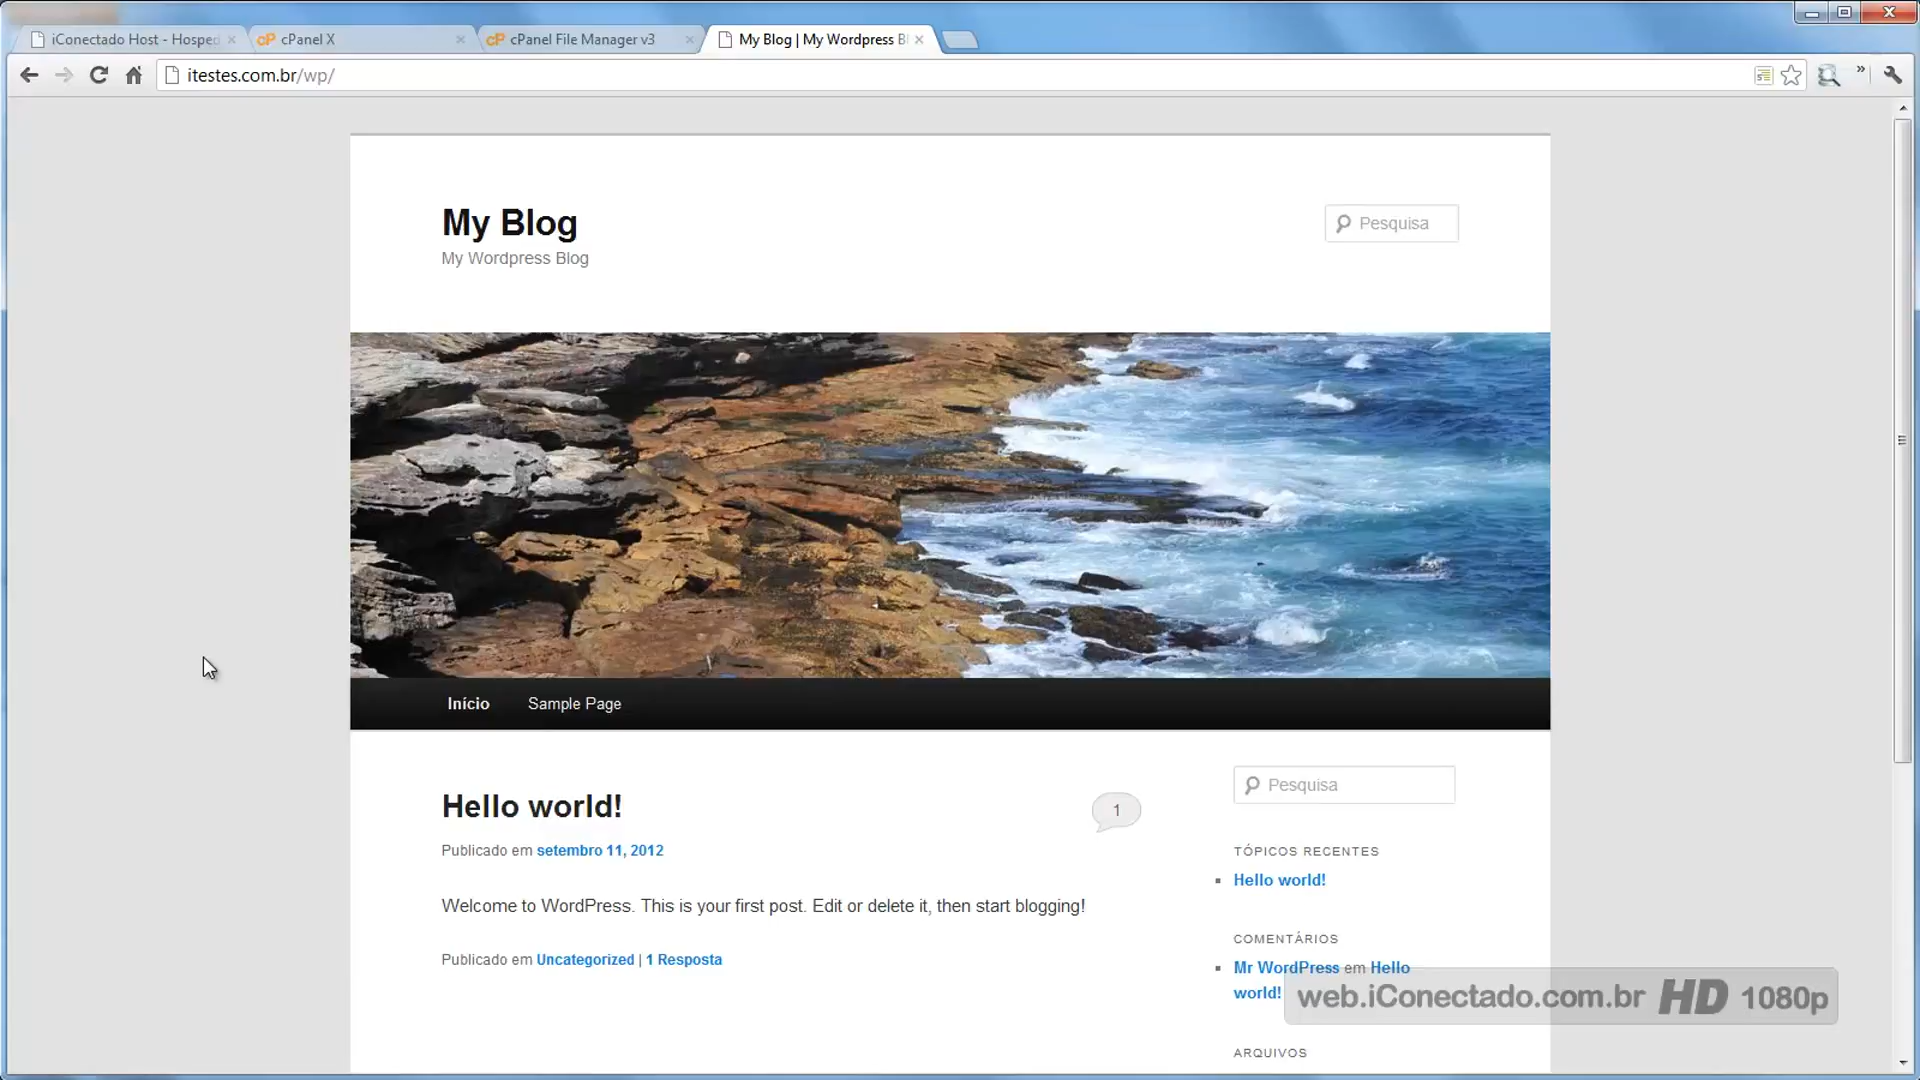 iConectado Host - Hosped
cPanel X
cPanel File Manager v3
My Blog | My Wordpress Bl
itestes.com.br/wp/
My Blog
Pesquisa
My Wordpress Blog
Início
Sample Page
Hello world!
1
Publicado em setembro 11, 2012
Welcome to WordPress. This is your first post. Edit or delete it, then start blogging!
Publicado em Uncategorized | 1 Resposta
Pesquisa
TÓPICOS RECENTES
Hello world!
COMENTÁRIOS
Mr WordPress em Hello
world!
ARQUIVOS
web.iConectado.com.br HD 1080p